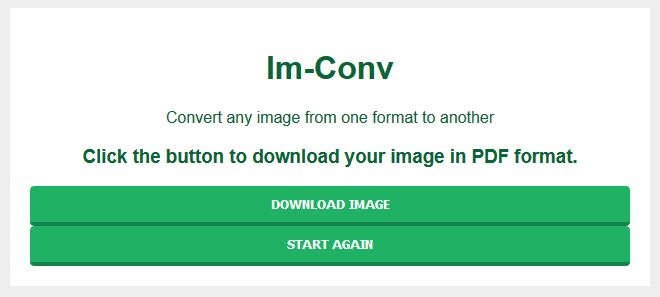 Im-Conv
Convert any image from one format to another
Click the button to download your image in PDF format.
DOWNLOAD IMAGE
START AGAIN